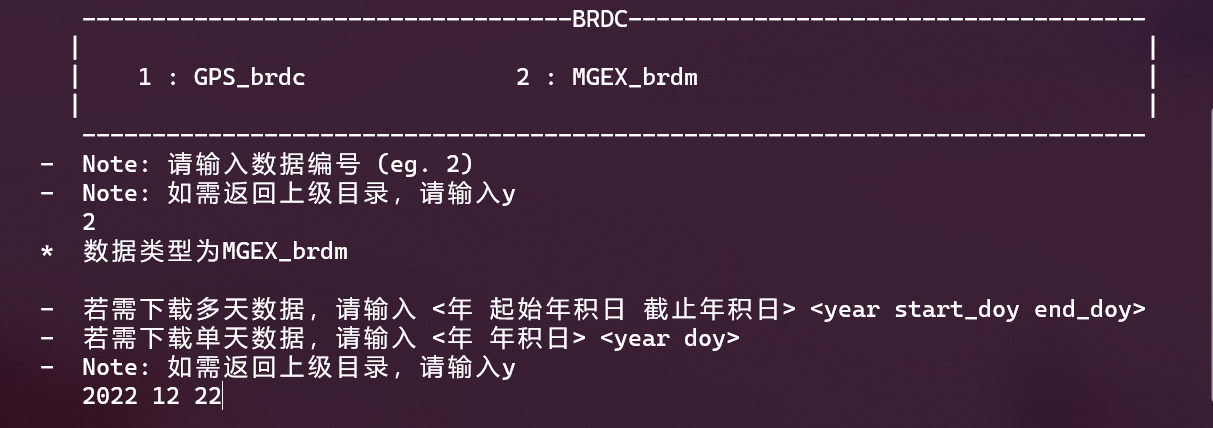 -----------------------------------BRDC-------------------------------------
|                                                                             |
|    1 : GPS_brdc               2 : MGEX_brdm                                 |
|                                                                             |
----------------------------------------------------------------------------
-  Note: 请输入数据编号 (eg. 2)
-  Note: 如需返回上级目录，请输入y
2
*  数据类型为MGEX_brdm
-  若需下载多天数据，请输入 <年 起始年积日 截止年积日> <year start_doy end_doy>
-  若需下载单天数据，请输入 <年 年积日> <year doy>
-  Note: 如需返回上级目录，请输入y
2022 12 22